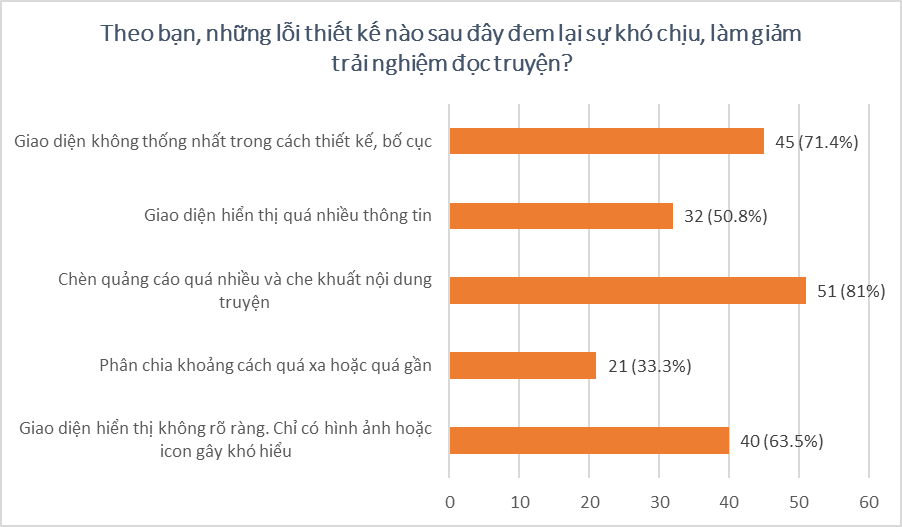 Theo bạn, những lỗi thiết kế nào sau đây đem lại sự khó chịu, làm giảm
trải nghiệm đọc truyện?
Giao diện không thống nhất trong cách thiết kế, bố cục
45 (71.4%)
Giao diện hiển thị quá nhiều thông tin
32 (50.8%)
Chèn quảng cáo quá nhiều và che khuất nội dung
truyện
51 (81%)
Phân chia khoảng cách quá xa hoặc quá gần
21 (33.3%)
Giao diện hiển thị không rõ ràng. Chỉ có hình ảnh hoặc
icon gây khó hiểu
40 (63.5%)
0 10 20 30 40 50 60